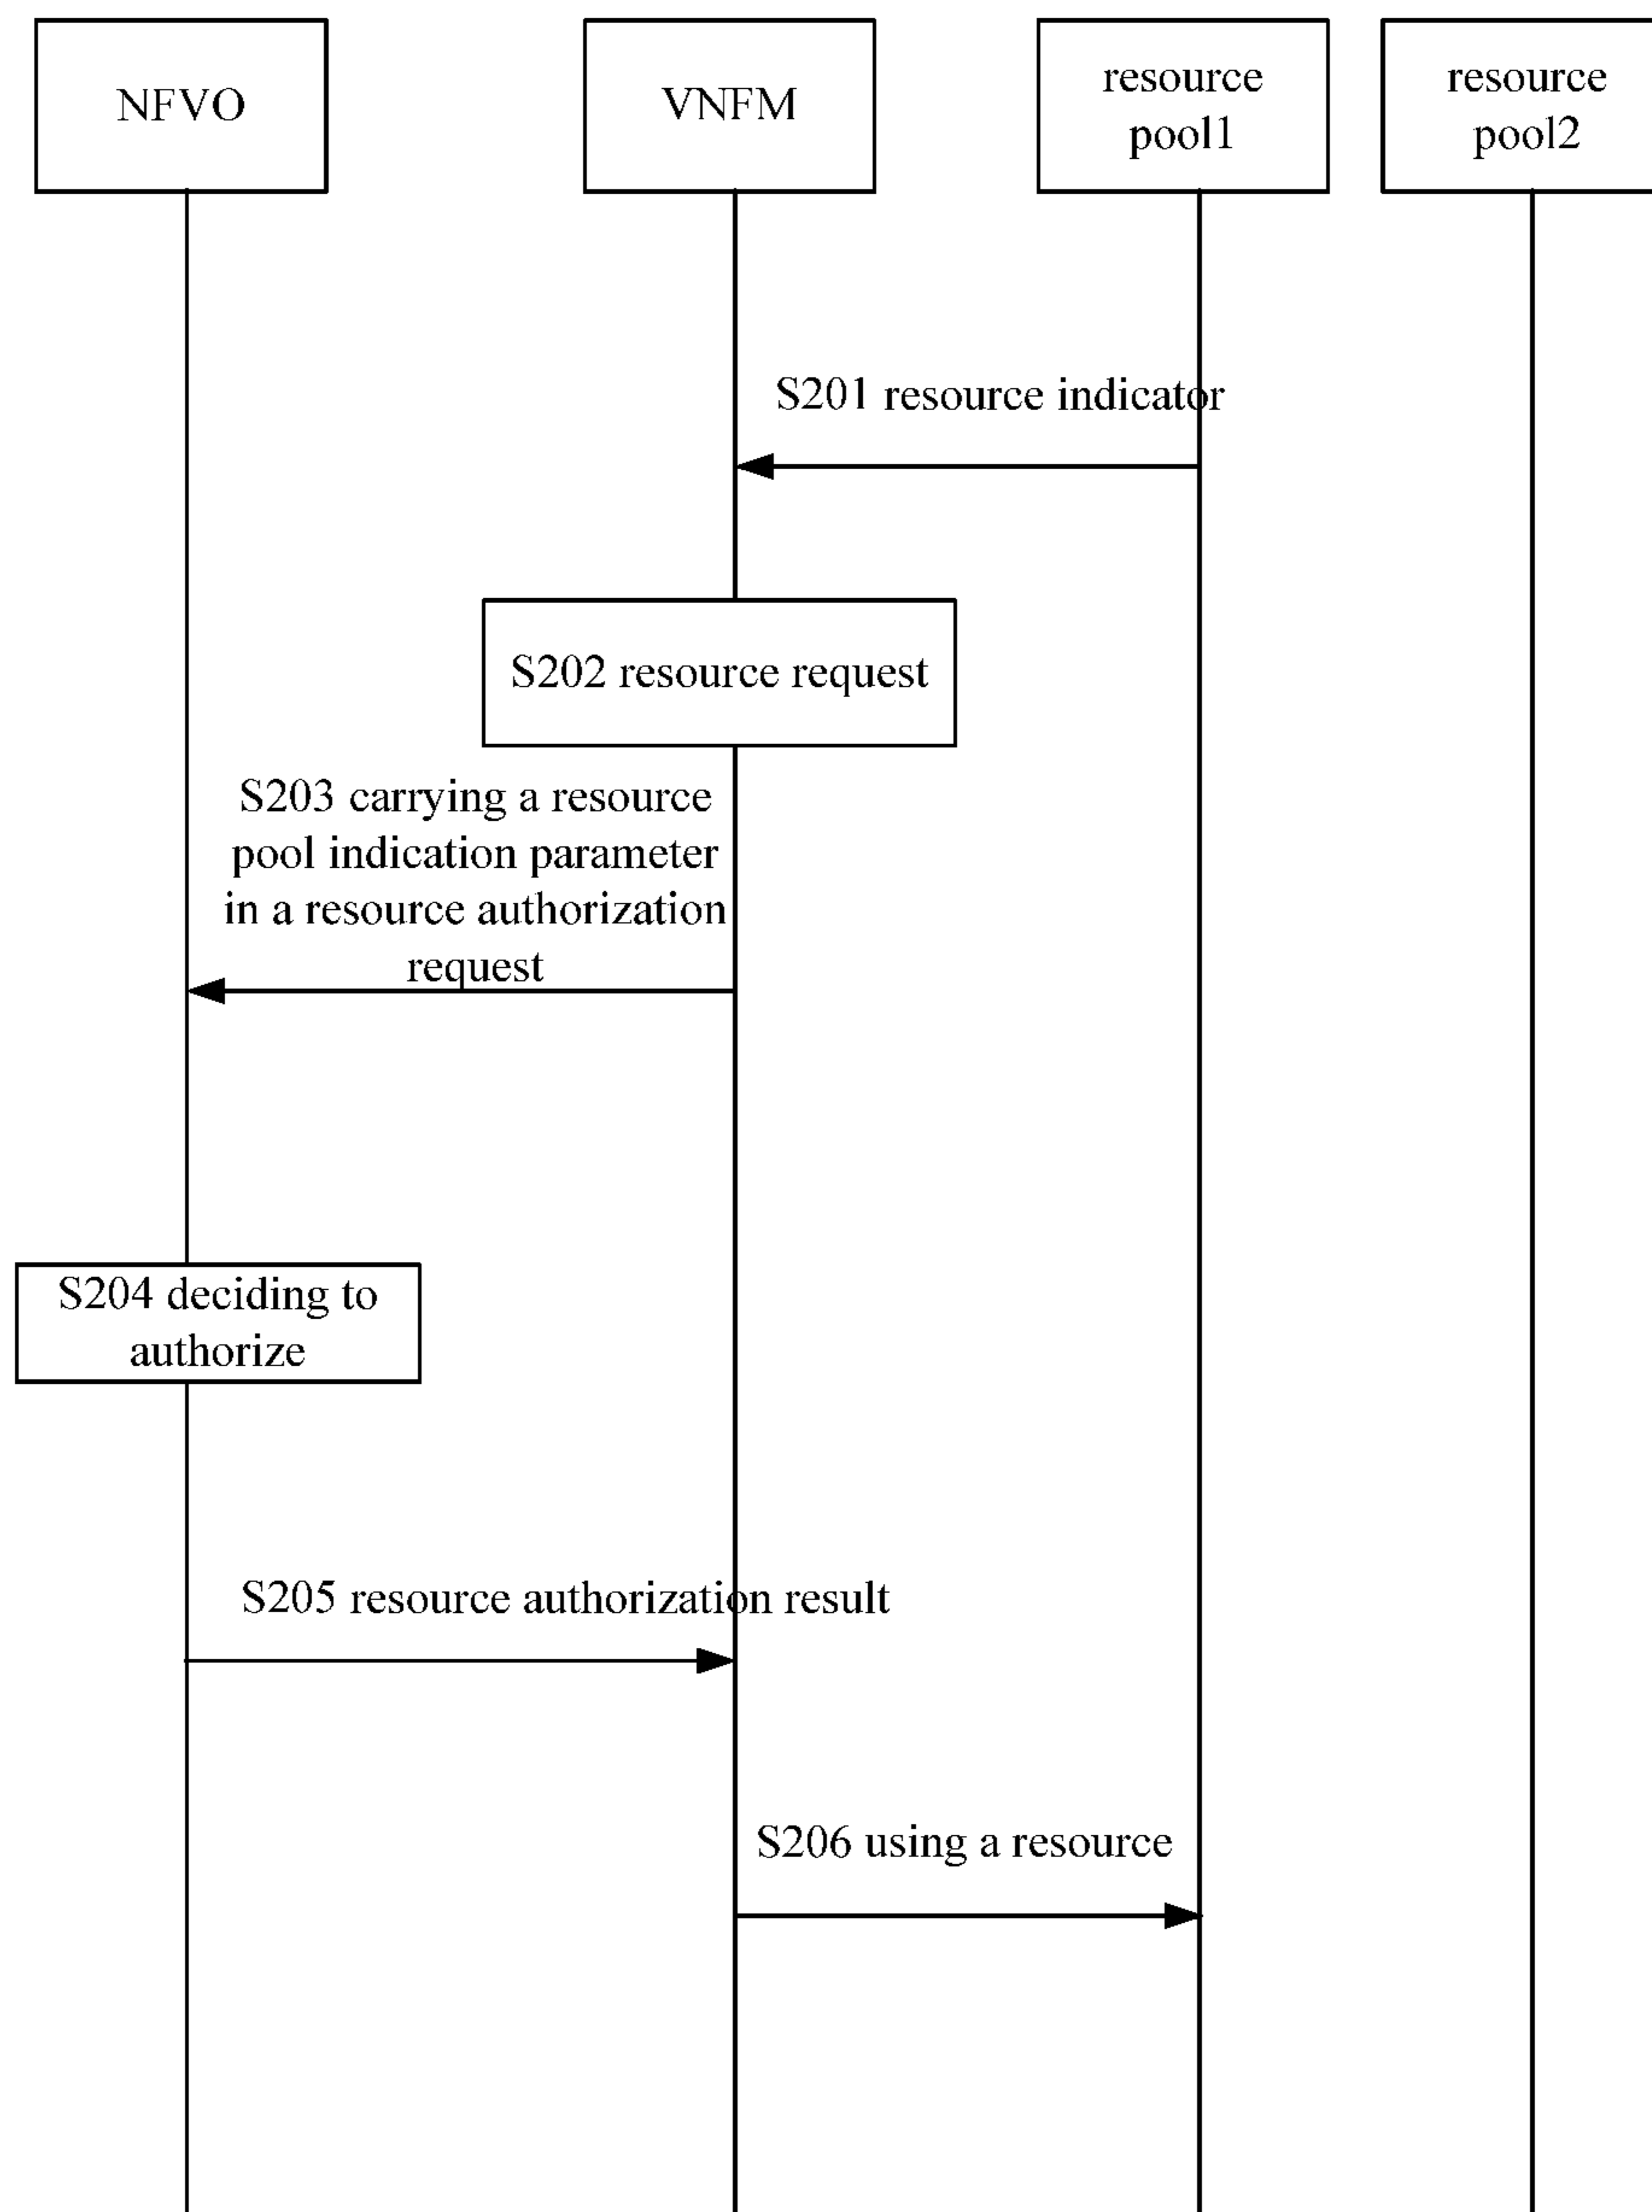 NFVO
VNFM
resource
pool1
resource
pool2
S201 resource indicator
S202 resource request
S203 carrying a resource
pool indication parameter
in a resource authorization
request
S204 deciding to
authorize
S205 resource authorization result
S206 using a resource